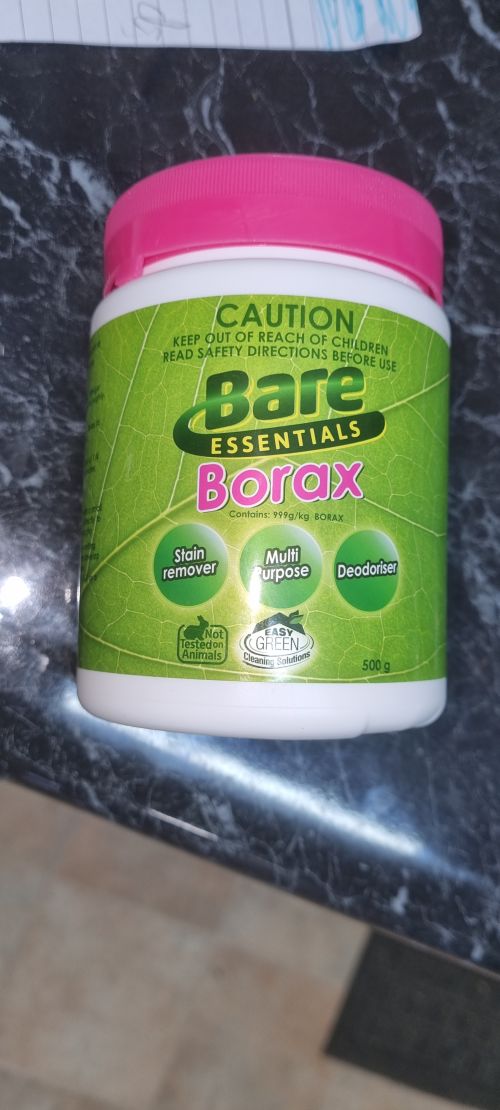 CAUTION
KEEP OUT OF REACH OF CHILDREN
READ SAFETY DIRECTIONS BEFORE USE
Bare
ESSENTIALS
Borax
Contains: 999g/kg BORAX
Stain
remover
Multi
Purpose
Deodoriser
Not
Tested on
Animals
EASY
GREEN
Cleaning Solutions
500 g